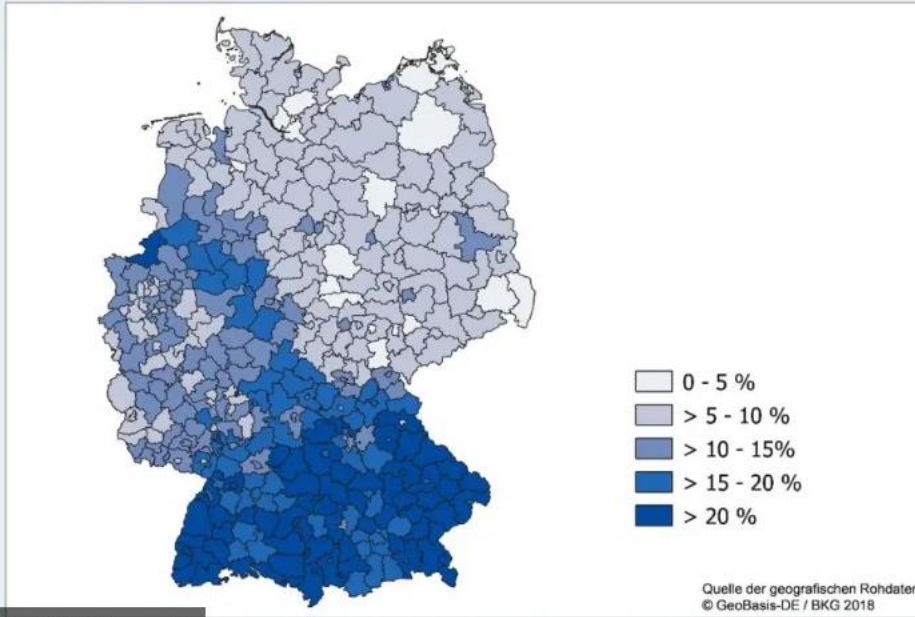 0 - 5 %
> 5 - 10 %
> 10 - 15%
> 15 - 20 %
> 20 %
Quelle der geografischen Rohdaten
© GeoBasis-DE / BKG 2018